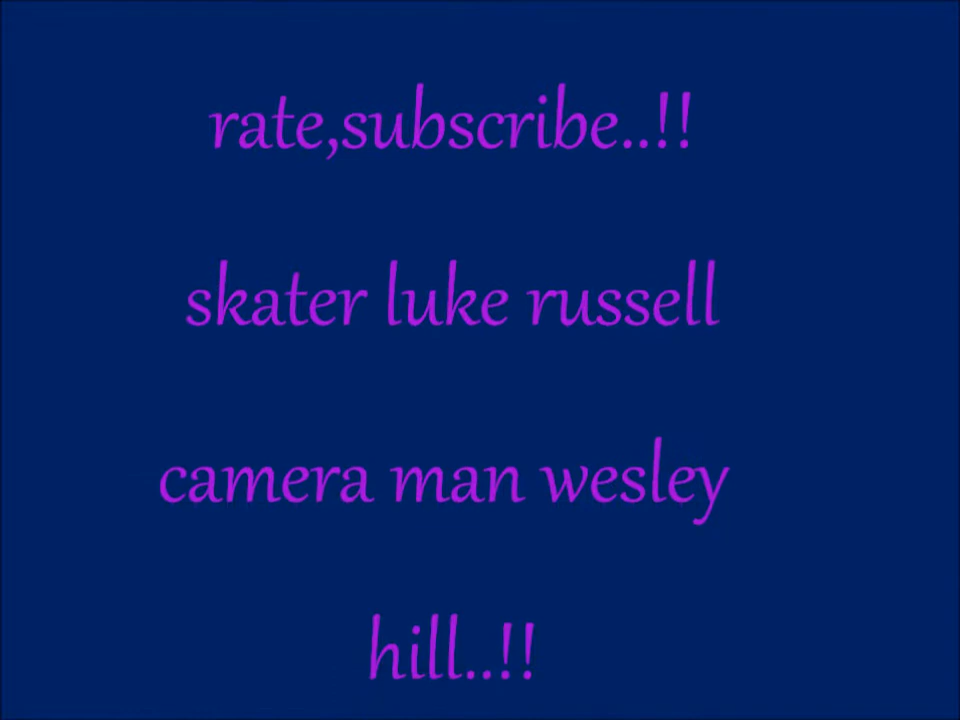 rate,subscribe..!!
skater luke russell
camera man wesley
hill..!!